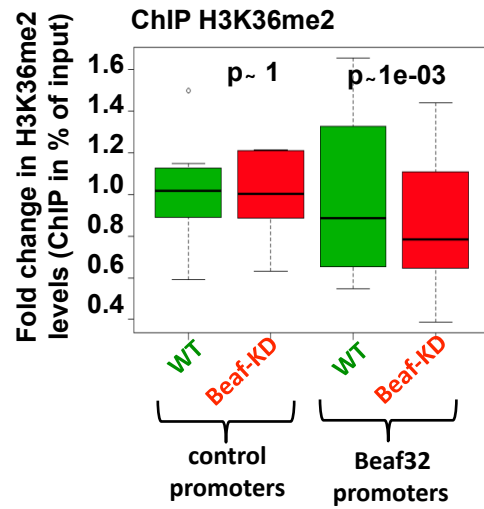 ChIP H3K36me2
Fold change in H3K36me2
levels (ChIP in % of input)
p~ 1
p~1e-03
1.6
1.4
1.2
1.0
0.8
0.6
0.4
WT
Beaf-KD
WT
Beaf-KD
control
promoters
Beaf32
promoters